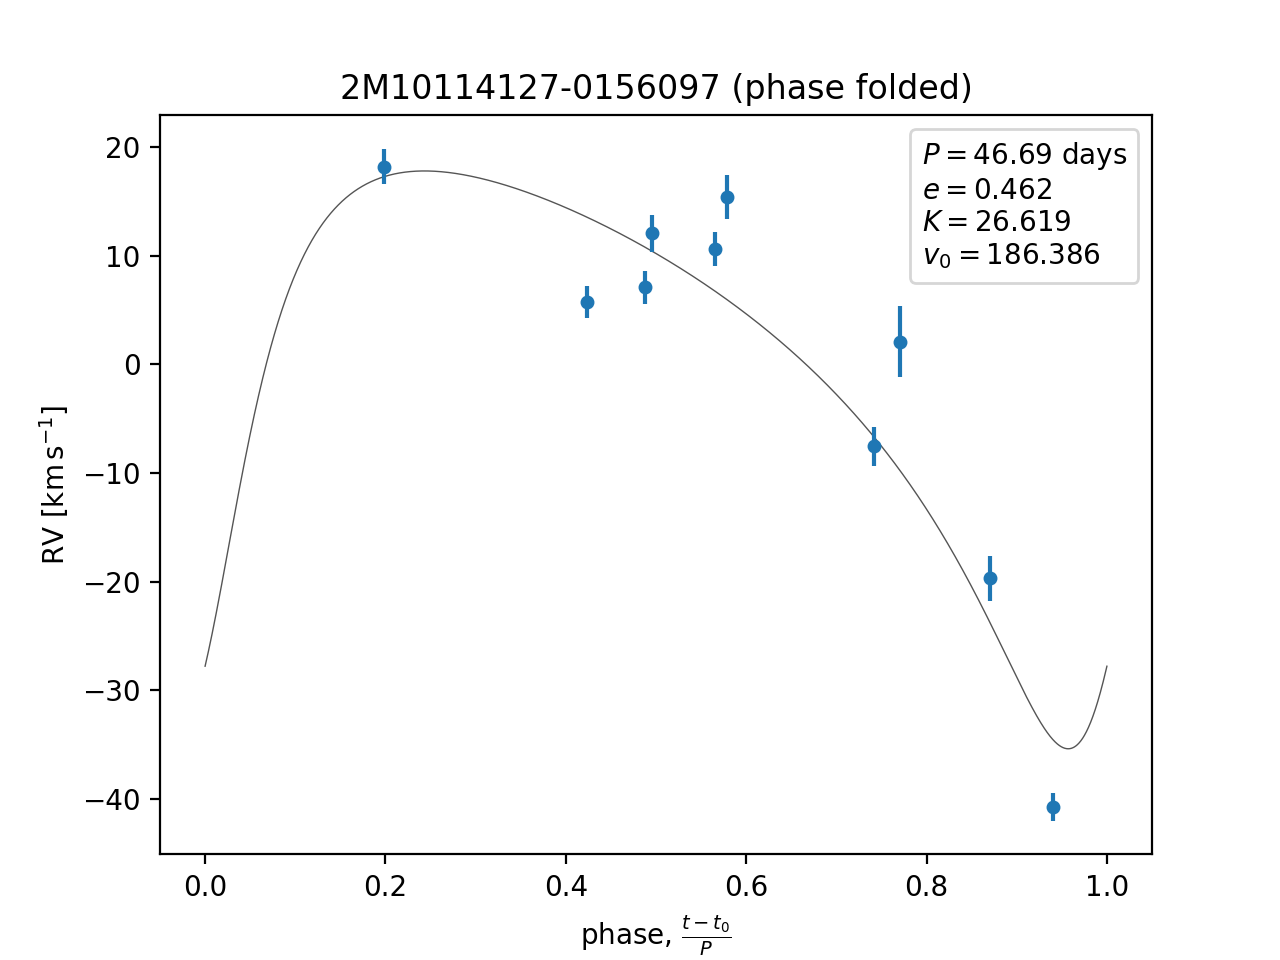 2M10114127-0156097 (phase folded)
P = 46.69 days
e = 0.462
K = 26.619
v₀ = 186.386
20
10
0
−10
−20
−30
−40
RV [km s⁻¹]
0.0 0.2 0.4 0.6 0.8 1.0
phase, (t − t₀)/P